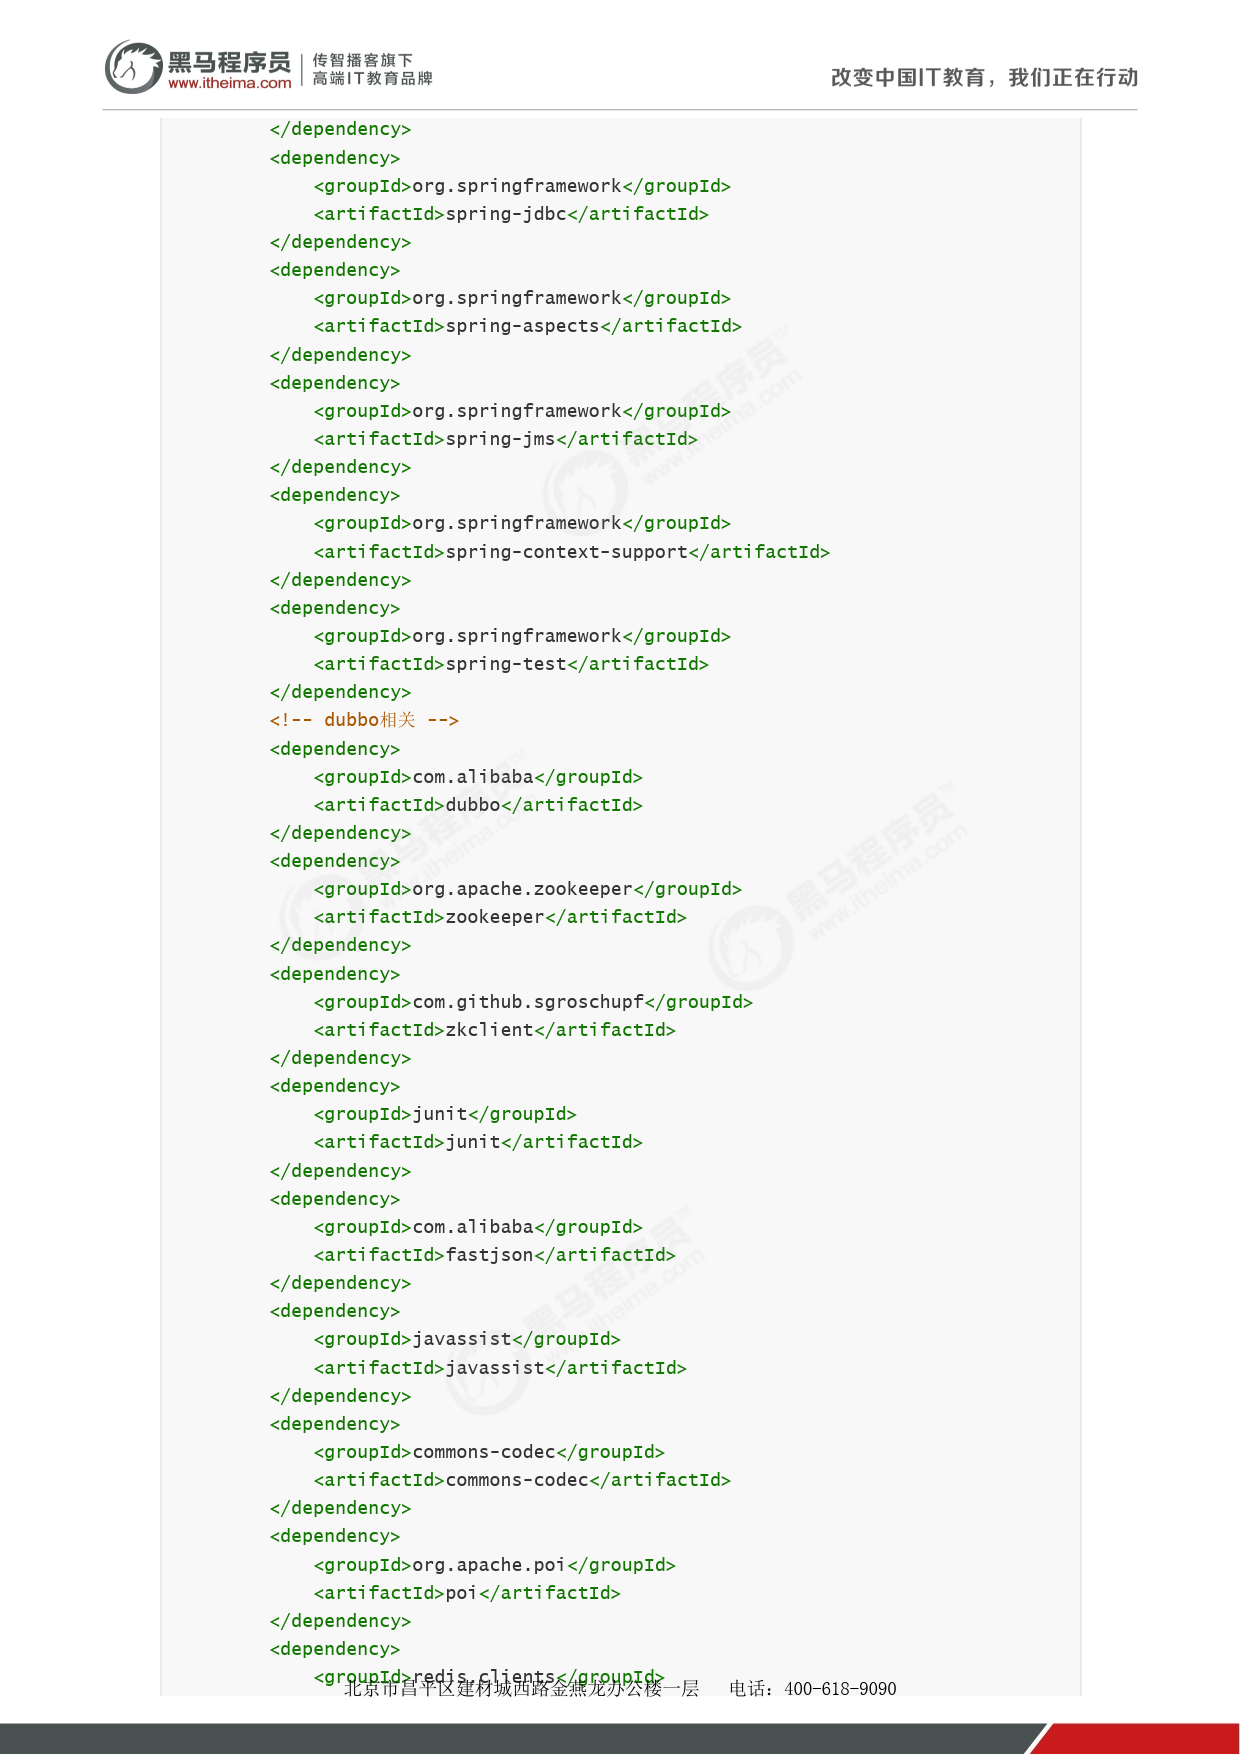 黑马程序员
www.itheima.com
传智播客旗下
高端IT教育品牌
改变中国IT教育，我们正在行动
</dependency>
<dependency>
    <groupId>org.springframework</groupId>
    <artifactId>spring-jdbc</artifactId>
</dependency>
<dependency>
    <groupId>org.springframework</groupId>
    <artifactId>spring-aspects</artifactId>
</dependency>
<dependency>
    <groupId>org.springframework</groupId>
    <artifactId>spring-jms</artifactId>
</dependency>
<dependency>
    <groupId>org.springframework</groupId>
    <artifactId>spring-context-support</artifactId>
</dependency>
<dependency>
    <groupId>org.springframework</groupId>
    <artifactId>spring-test</artifactId>
</dependency>
<!-- dubbo相关 -->
<dependency>
    <groupId>com.alibaba</groupId>
    <artifactId>dubbo</artifactId>
</dependency>
<dependency>
    <groupId>org.apache.zookeeper</groupId>
    <artifactId>zookeeper</artifactId>
</dependency>
<dependency>
    <groupId>com.github.sgroschupf</groupId>
    <artifactId>zkclient</artifactId>
</dependency>
<dependency>
    <groupId>junit</groupId>
    <artifactId>junit</artifactId>
</dependency>
<dependency>
    <groupId>com.alibaba</groupId>
    <artifactId>fastjson</artifactId>
</dependency>
<dependency>
    <groupId>javassist</groupId>
    <artifactId>javassist</artifactId>
</dependency>
<dependency>
    <groupId>commons-codec</groupId>
    <artifactId>commons-codec</artifactId>
</dependency>
<dependency>
    <groupId>org.apache.poi</groupId>
    <artifactId>poi</artifactId>
</dependency>
<dependency>
    <groupId>redis.clients</groupId>
北京市昌平区建材城西路金燕龙办公楼一层 电话：400-618-9090